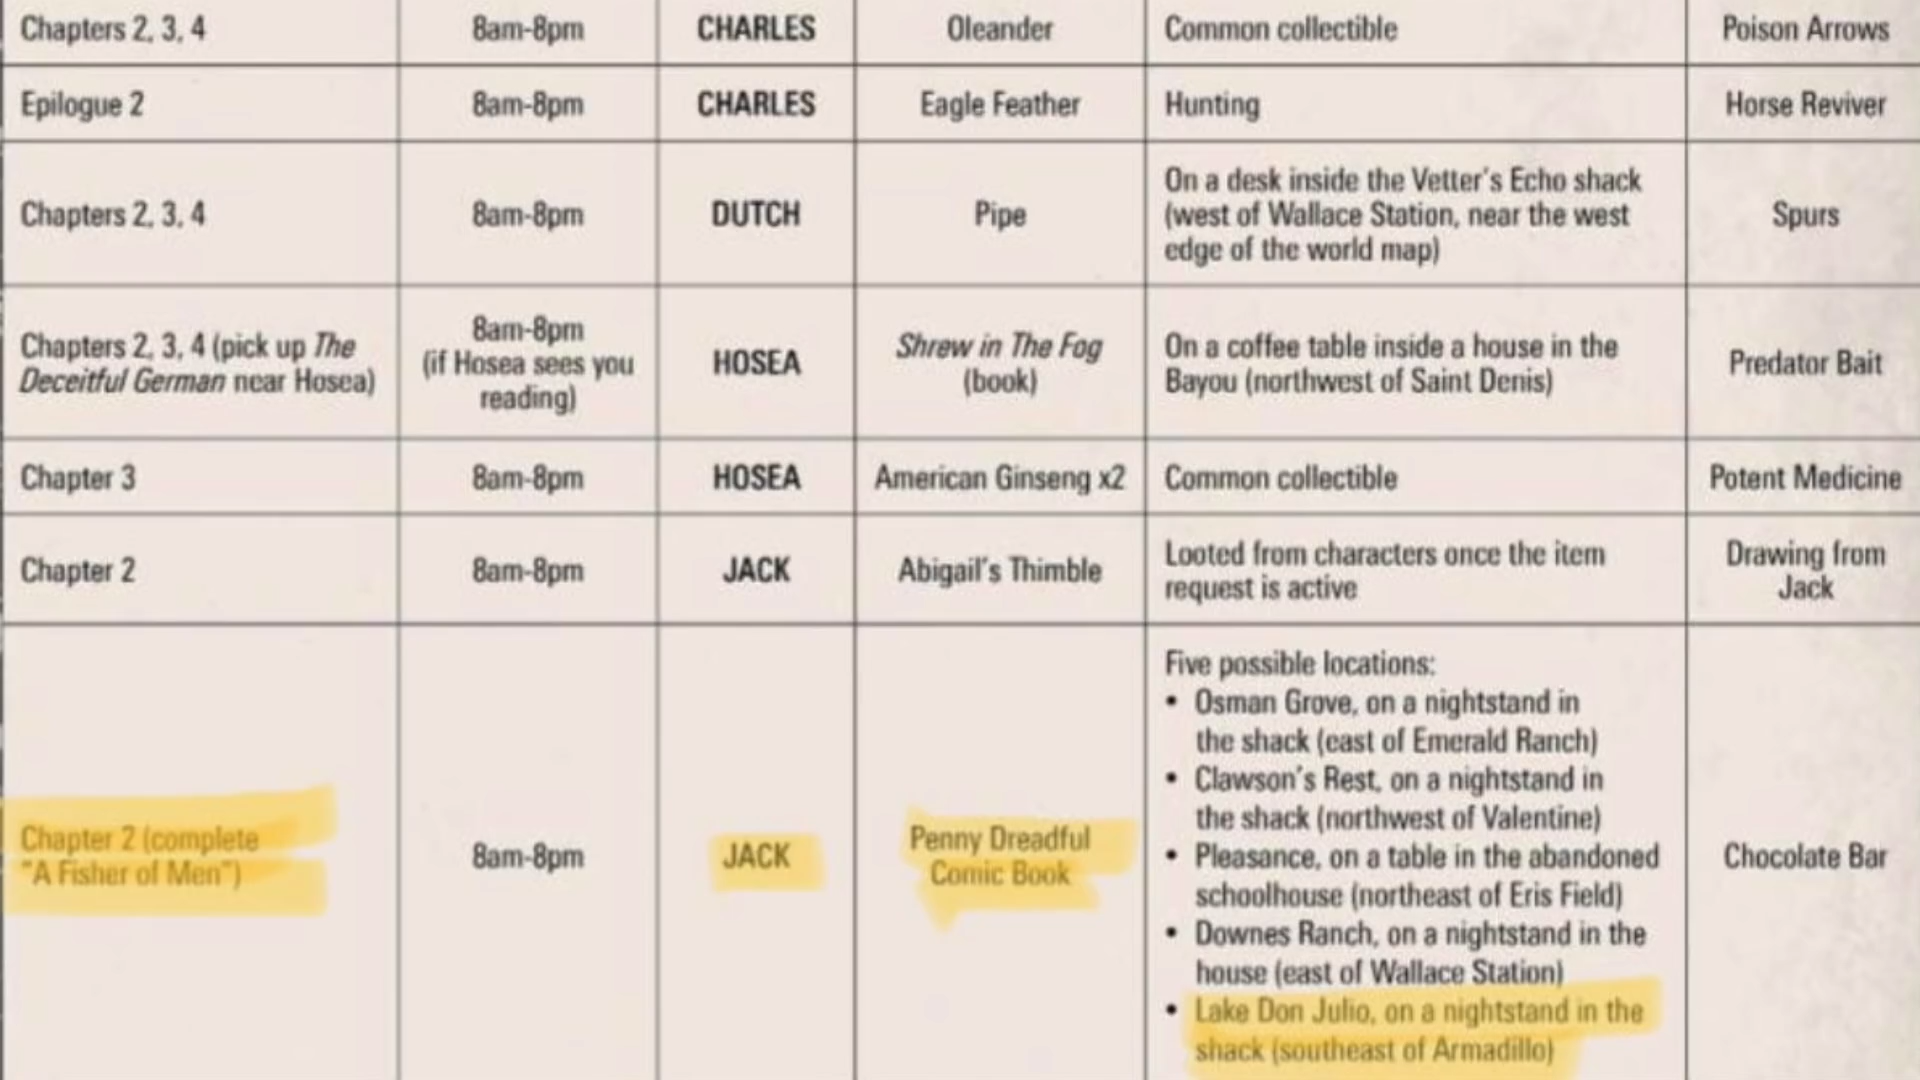 Chapters 2, 3, 4
8am-8pm
CHARLES
Oleander
Common collectible
Poison Arrows
Epilogue 2
8am-8pm
CHARLES
Eagle Feather
Hunting
Horse Reviver
Chapters 2, 3, 4
8am-8pm
DUTCH
Pipe
On a desk inside the Vetter's Echo shack
(west of Wallace Station, near the west
edge of the world map)
Spurs
Chapters 2, 3, 4 (pick up The
Deceitful German near Hosea)
8am-8pm
(if Hosea sees you
reading)
HOSEA
Shrew in The Fog
(book)
On a coffee table inside a house in the
Bayou (northwest of Saint Denis)
Predator Bait
Chapter 3
8am-8pm
HOSEA
American Ginseng x2
Common collectible
Potent Medicine
Chapter 2
8am-8pm
JACK
Abigail's Thimble
Looted from characters once the item
request is active
Drawing from
Jack
Chapter 2 (complete
"A Fisher of Men")
8am-8pm
JACK
Penny Dreadful
Comic Book
Five possible locations:
• Osman Grove, on a nightstand in
the shack (east of Emerald Ranch)
• Clawson's Rest, on a nightstand in
the shack (northwest of Valentine)
• Pleasance, on a table in the abandoned
schoolhouse (northeast of Eris Field)
• Downes Ranch, on a nightstand in the
house (east of Wallace Station)
• Lake Don Julio, on a nightstand in the
shack (southeast of Armadillo)
Chocolate Bar